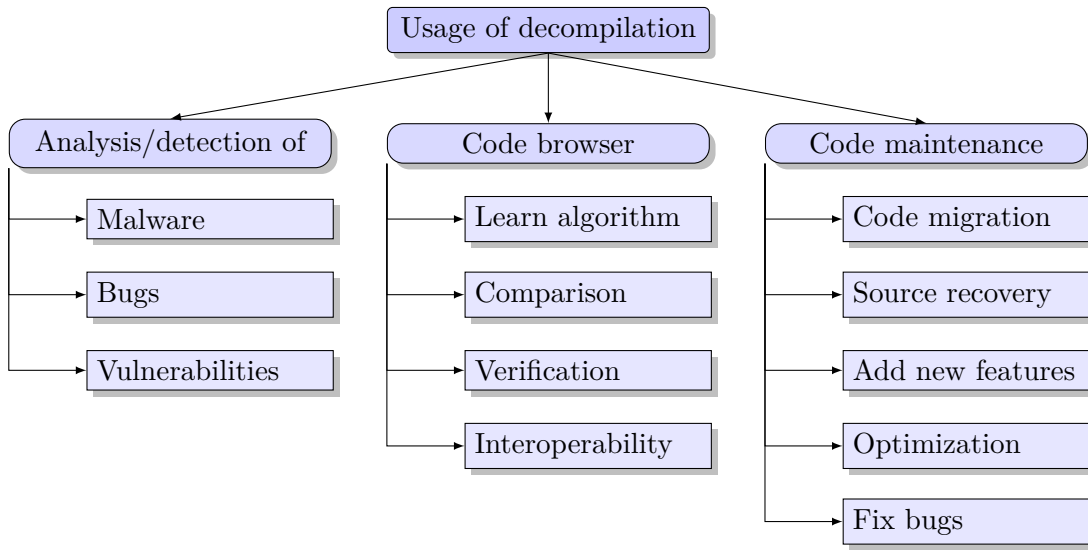 Usage of decompilation
Analysis/detection of
Malware
Bugs
Vulnerabilities
Code browser
Learn algorithm
Comparison
Verification
Interoperability
Code maintenance
Code migration
Source recovery
Add new features
Optimization
Fix bugs